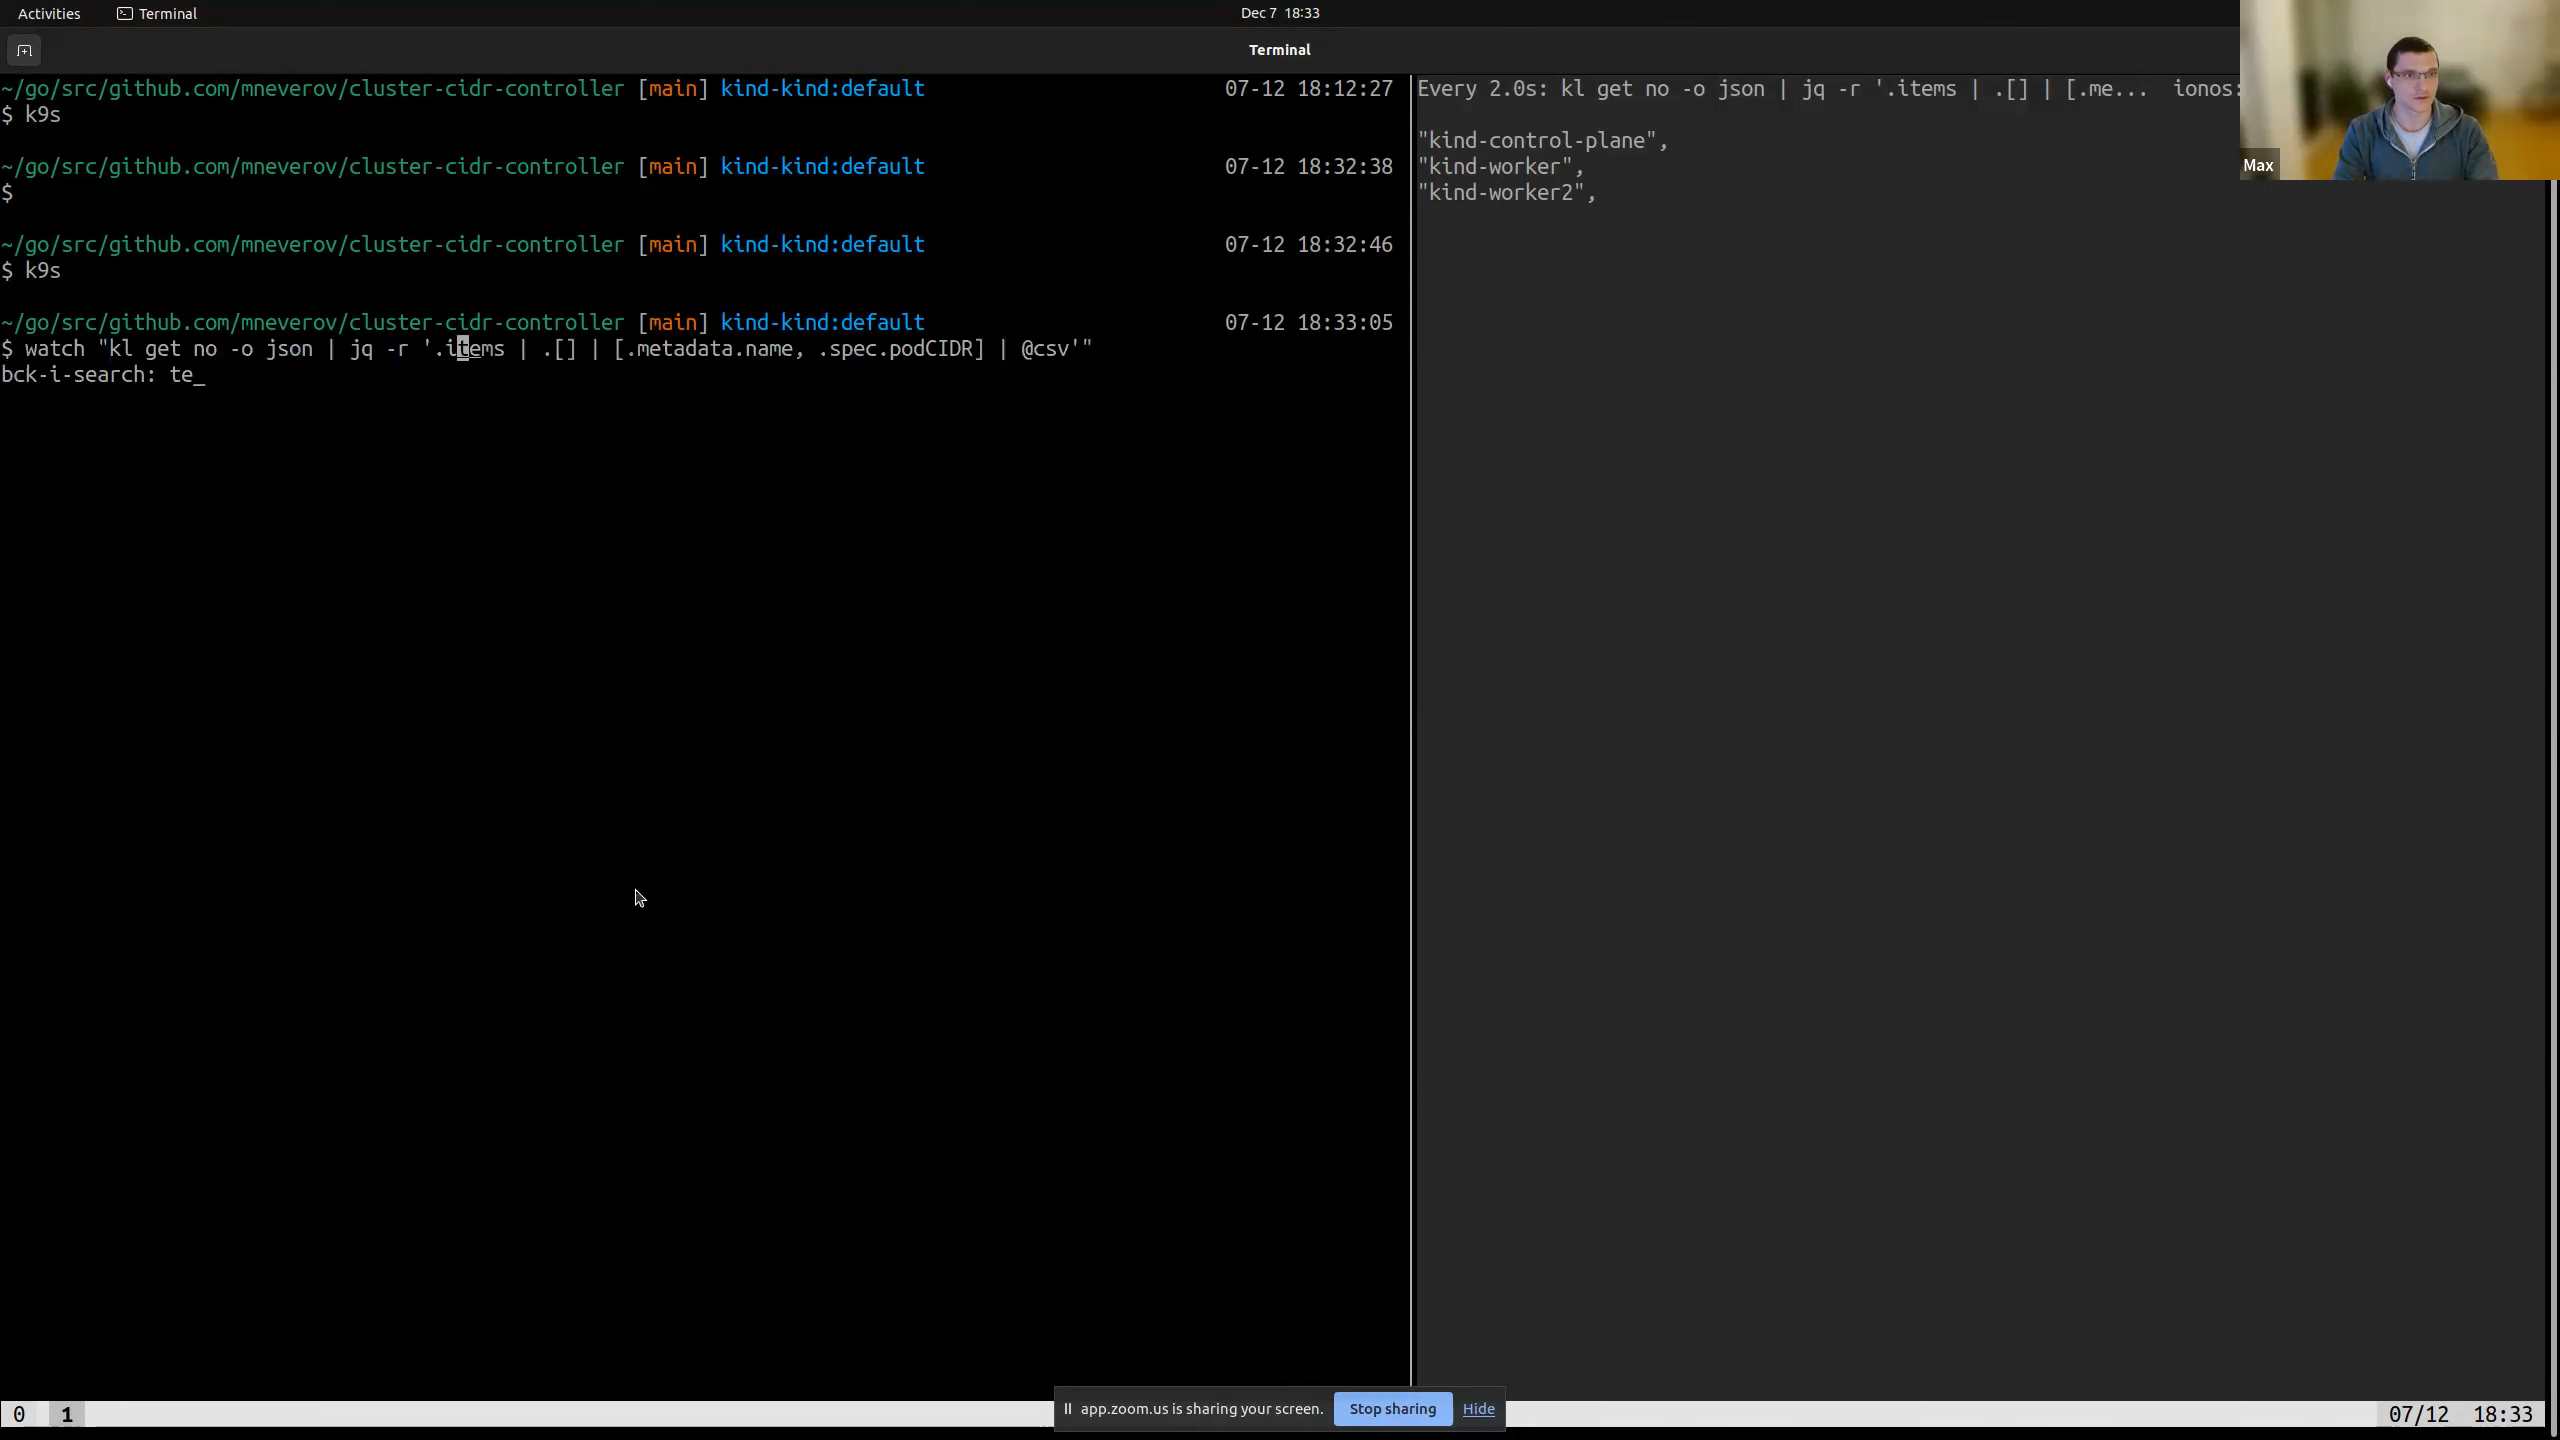 Activities Terminal Dec 7 18:33
Terminal
~/go/src/github.com/mneverov/cluster-cidr-controller [main] kind-kind:default 07-12 18:12:27
$ k9s
~/go/src/github.com/mneverov/cluster-cidr-controller [main] kind-kind:default 07-12 18:32:38
$
~/go/src/github.com/mneverov/cluster-cidr-controller [main] kind-kind:default 07-12 18:32:46
$ k9s
~/go/src/github.com/mneverov/cluster-cidr-controller [main] kind-kind:default 07-12 18:33:05
$ watch "kl get no -o json | jq -r '.items | .[] | [.metadata.name, .spec.podCIDR] | @csv'"
bck-i-search: te_
Every 2.0s: kl get no -o json | jq -r '.items | .[] | [.me... ionos:
"kind-control-plane",
"kind-worker",
"kind-worker2",
Max
app.zoom.us is sharing your screen. Stop sharing Hide
0 1 07/12 18:33